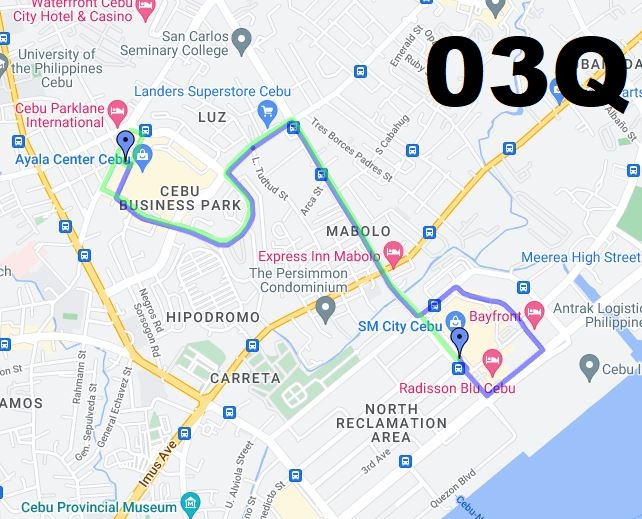 Waterfront Cebu
City Hotel & Casino
San Carlos
Seminary College
Emerald St
Ruby
03Q
University of
the Philippines
Cebu
Landers Superstore Cebu
Cebu Parklane
International
LUZ
Tres Borces Padres St
S Cabahug
Albaño St
Ayala Center Cebu
L. Tudtud St
Arca St
CEBU
BUSINESS PARK
MABOLO
Express Inn Mabolo
The Persimmon
Condominium
Meerea High Street
Negros Rd
Sorsogon Rd
HIPODROMO
SM City Cebu
Bayfront
Antrak Logistic
Philippin
CARRETA
Radisson Blu Cebu
Cebu I
on St
AMOS
Rahmann St
Gen. Sepulveda St
General Echavez St
NORTH
RECLAMATION
AREA
Imus Ave
3rd Ave
U. Alviola Street
Quezon Blvd
Cebu Provincial Museum